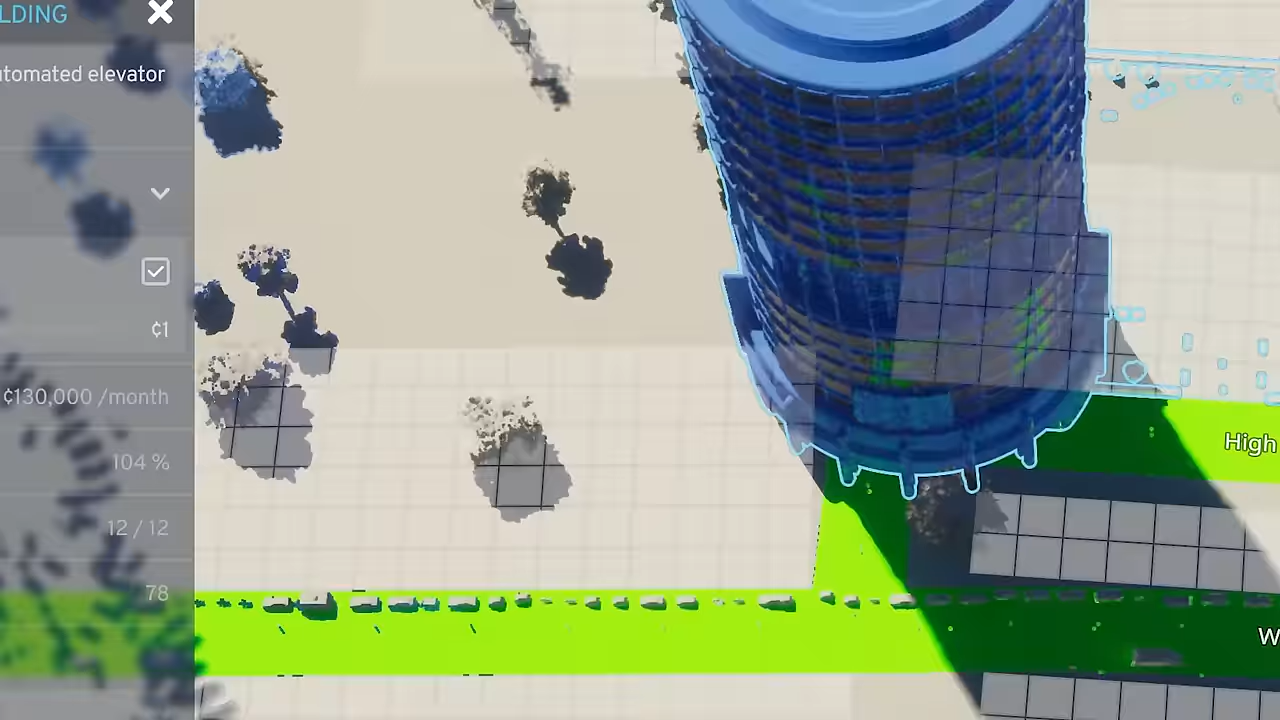 LDING
utomated elevator
¢1
¢130,000 /month
104 %
12 / 12
78
High
W